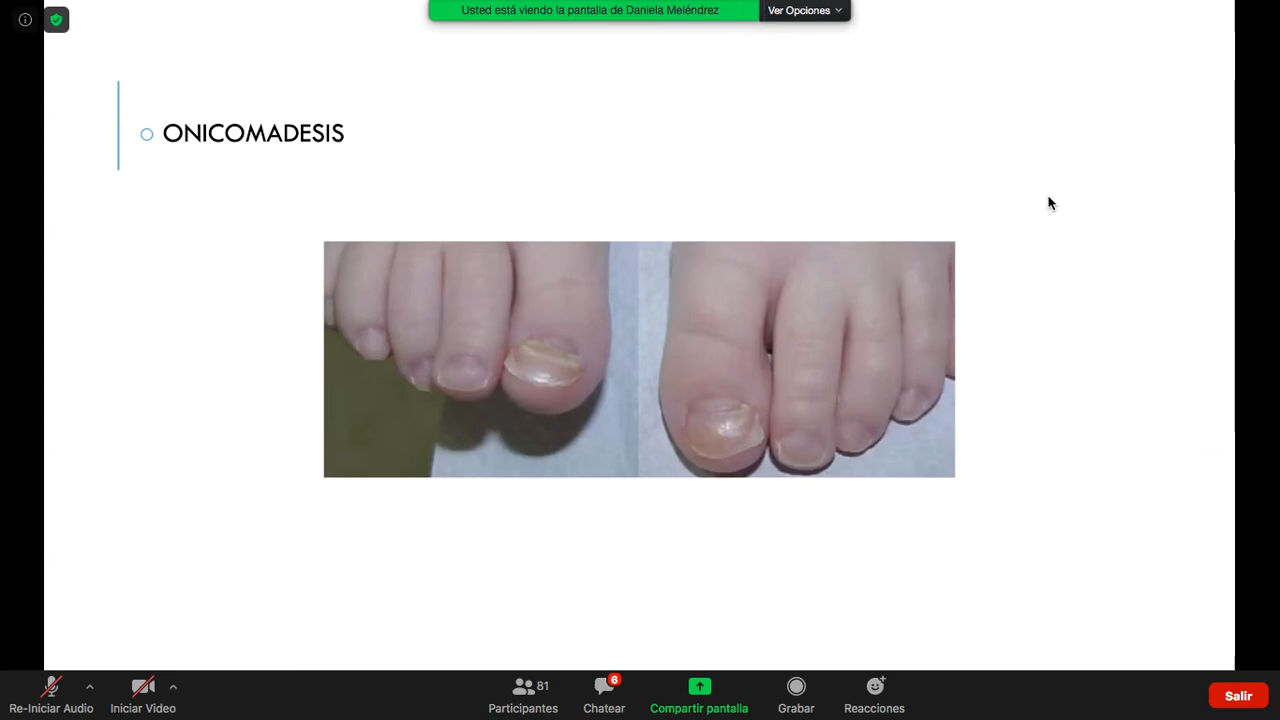 Usted está viendo la pantalla de Daniela Meléndrez
Ver Opciones
ONICOMADESIS
Re-Iniciar Audio
Iniciar Video
81
Participantes
6
Chatear
Compartir pantalla
Grabar
Reacciones
Salir